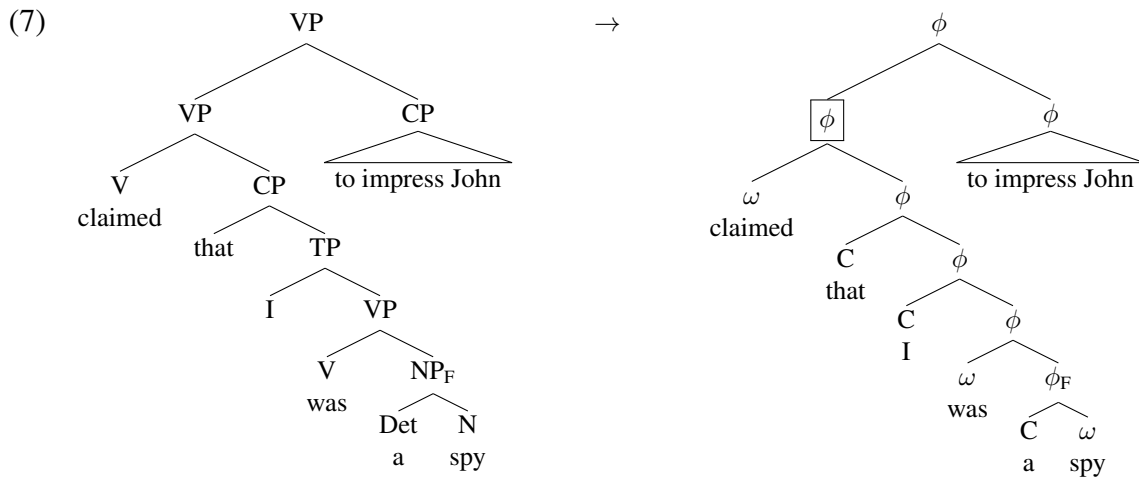 (7) VP → ϕ
VP CP ϕ ϕ
V CP to impress John ω ϕ to impress John
claimed that TP claimed C ϕ
I VP that C ϕ
V NP_F I ω ϕ_F
was Det N was C ω
a spy a spy